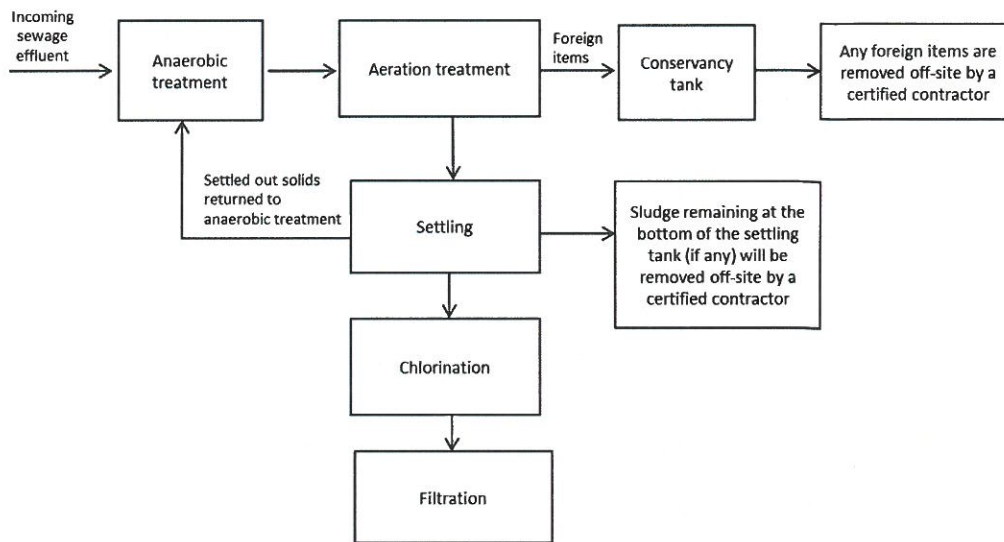 Incoming
sewage
effluent
Anaerobic
treatment
Aeration treatment
Foreign
items
Conservancy
tank
Any foreign items are
removed off-site by a
certified contractor
Settled out solids
returned to
anaerobic treatment
Settling
Sludge remaining at the
bottom of the settling
tank (if any) will be
removed off-site by a
certified contractor
Chlorination
Filtration